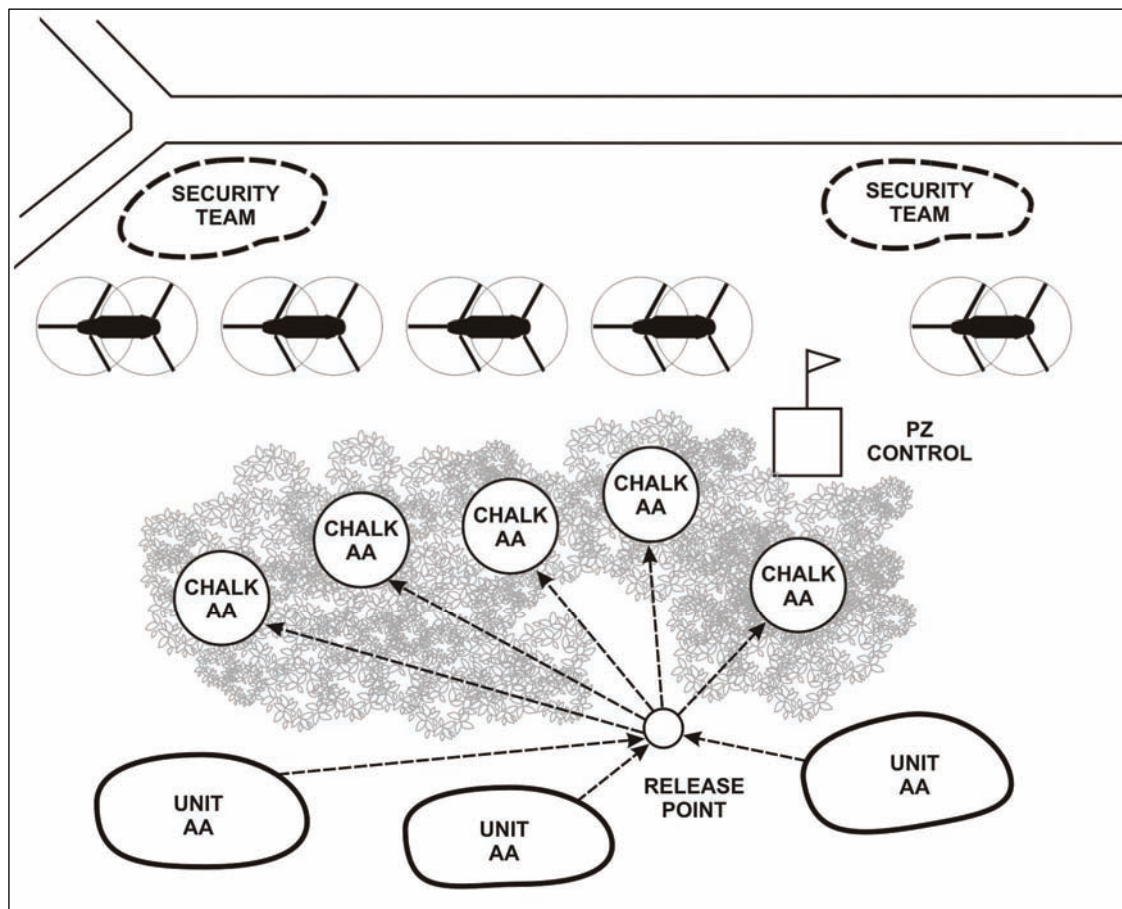 SECURITY
TEAM
SECURITY
TEAM
PZ
CONTROL
CHALK
AA
CHALK
AA
CHALK
AA
CHALK
AA
CHALK
AA
RELEASE
POINT
UNIT
AA
UNIT
AA
UNIT
AA